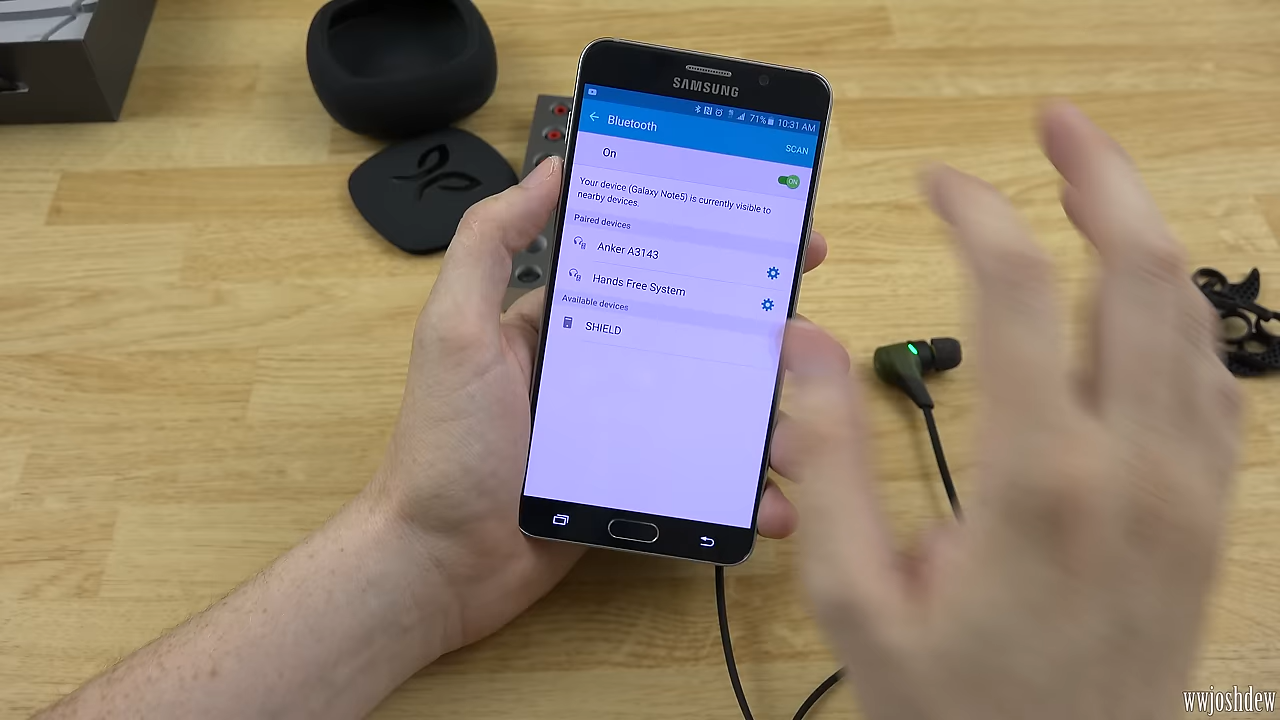 SAMSUNG
71% 10:31 AM
Bluetooth
SCAN
On
ON
Your device (Galaxy Note5) is currently visible to
nearby devices.
Paired devices
Anker A3143
Hands Free System
Available devices
SHIELD
wwjoshdew